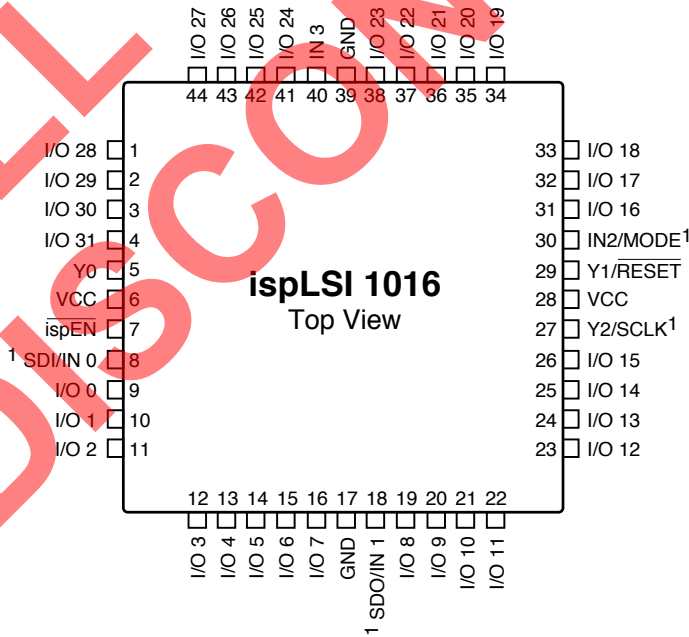 I/O 27
I/O 26
I/O 25
I/O 24
IN 3
GND
I/O 23
I/O 22
I/O 21
I/O 20
I/O 19
44 43 42 41 40 39 38 37 36 35 34
I/O 28 1
I/O 29 2
I/O 30 3
I/O 31 4
Y0 5
VCC 6
ispEN 7
1 SDI/IN 0 8
I/O 0 9
I/O 1 10
I/O 2 11
ispLSI 1016
Top View
33 I/O 18
32 I/O 17
31 I/O 16
30 IN2/MODE1
29 Y1/RESET
28 VCC
27 Y2/SCLK1
26 I/O 15
25 I/O 14
24 I/O 13
23 I/O 12
12 13 14 15 16 17 18 19 20 21 22
I/O 3
I/O 4
I/O 5
I/O 6
I/O 7
GND
1 SDO/IN 1
I/O 8
I/O 9
I/O 10
I/O 11
DISCON